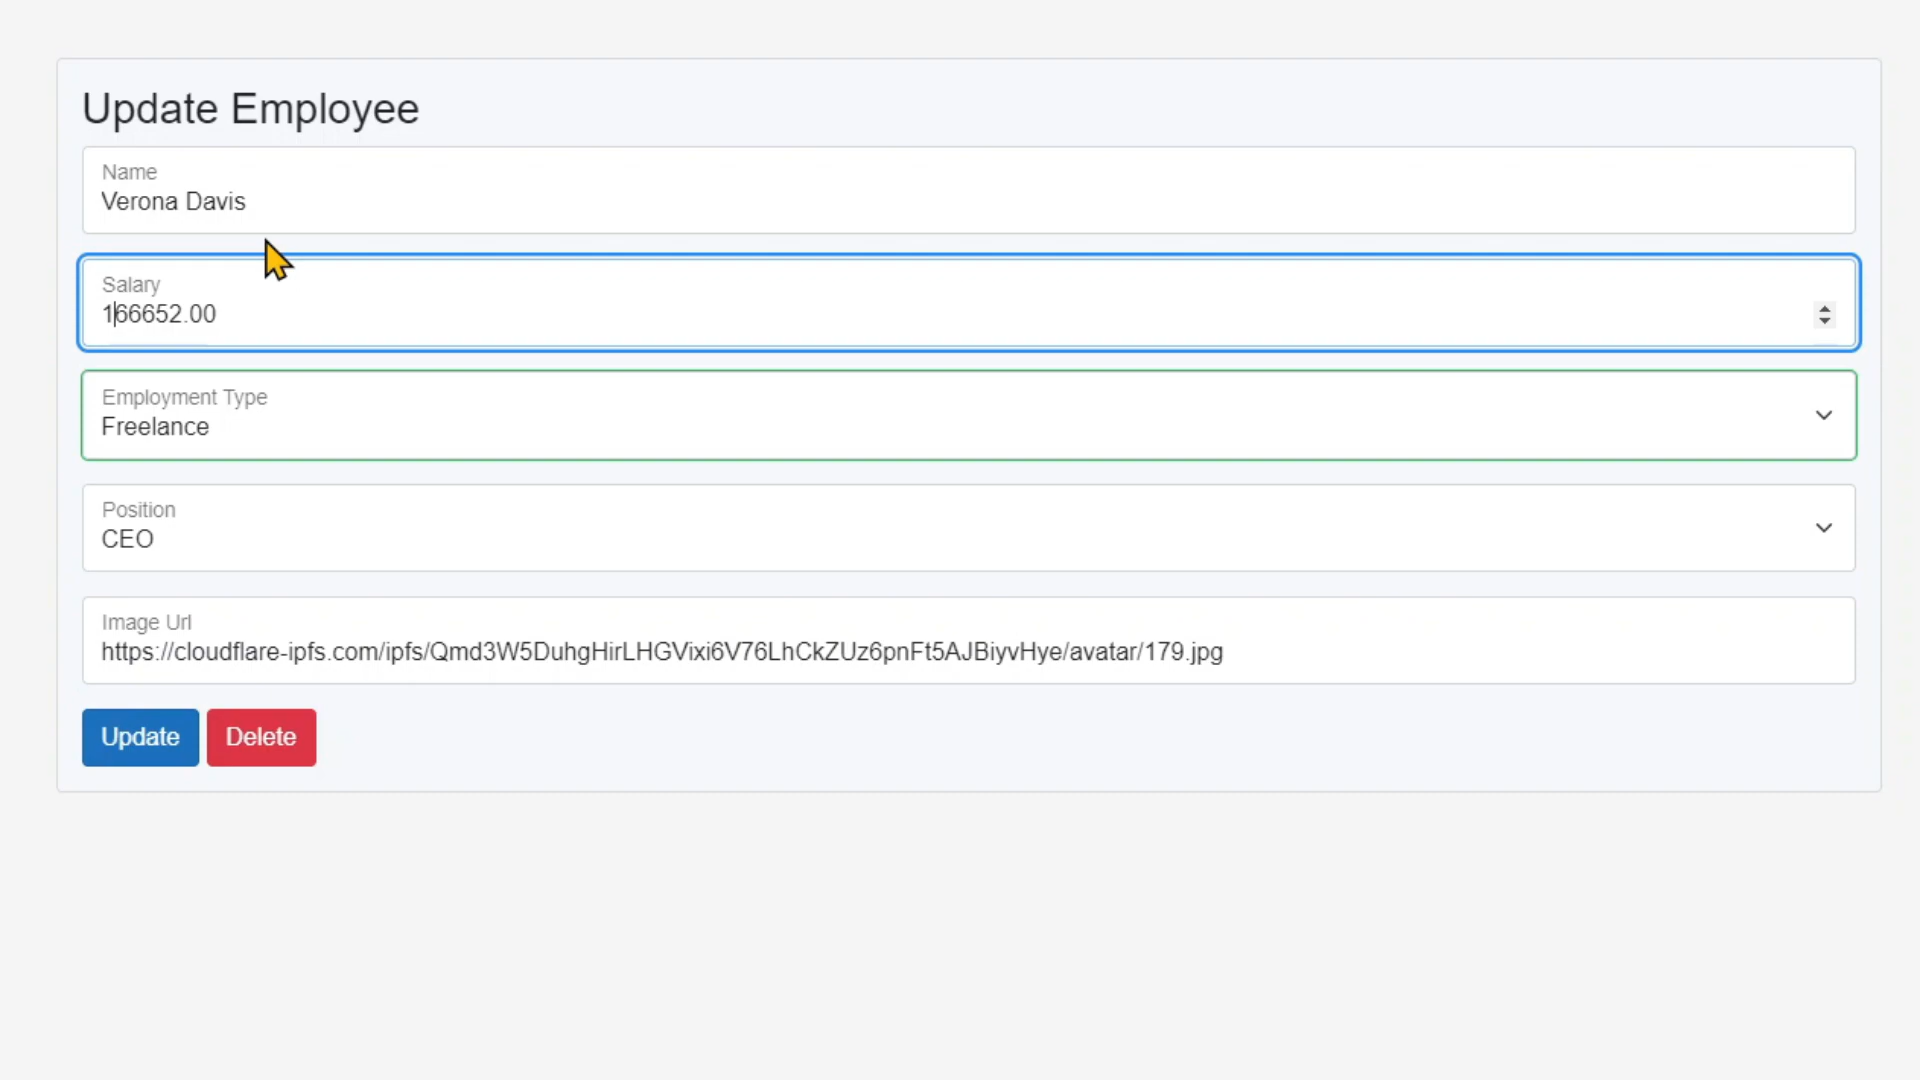 Update Employee
Name
Verona Davis
Salary
166652.00
Employment Type
Freelance
Position
CEO
Image Url
https://cloudflare-ipfs.com/ipfs/Qmd3W5DuhgHirLHGVixi6V76LhCkZUz6pnFt5AJBiyvHye/avatar/179.jpg
Update Delete